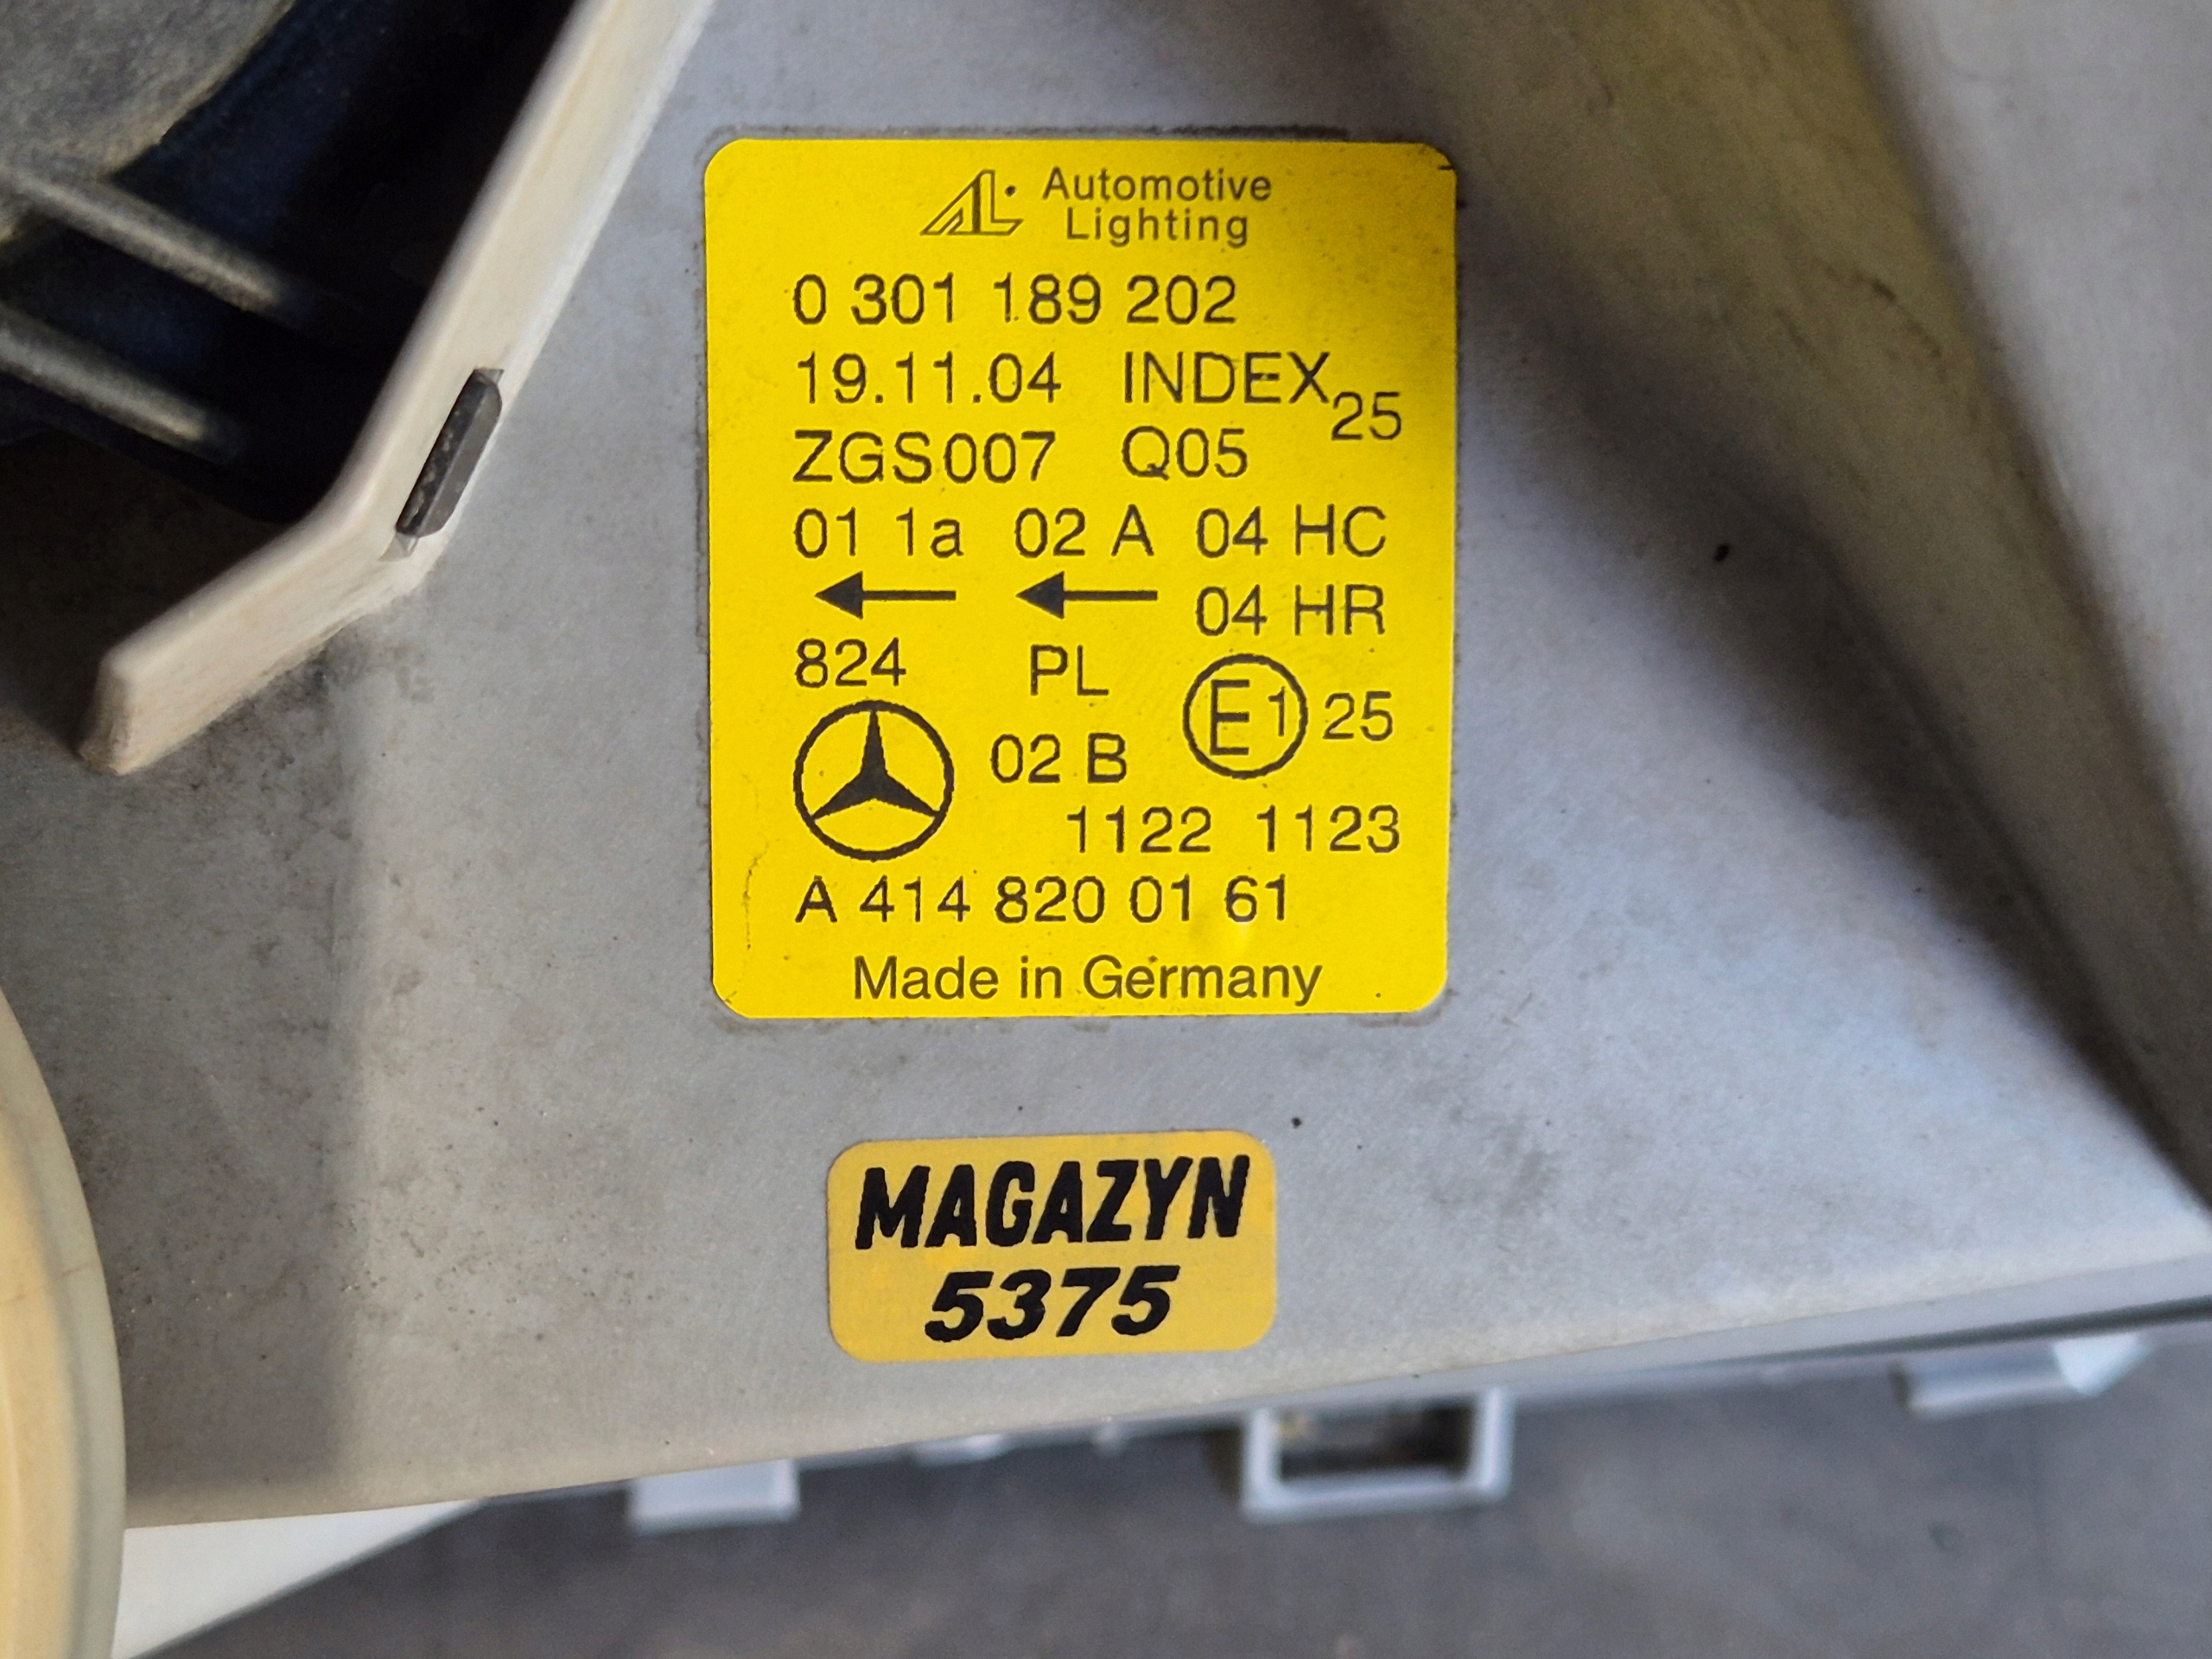 AL Automotive
Lighting
0 301 189 202
19.11.04 INDEX 25
ZGS007 Q05
01 1a 02 A 04 HC
04 HR
824 PL
E1 25
02 B
1122 1123
A 414 820 01 61
Made in Germany
MAGAZYN
5375